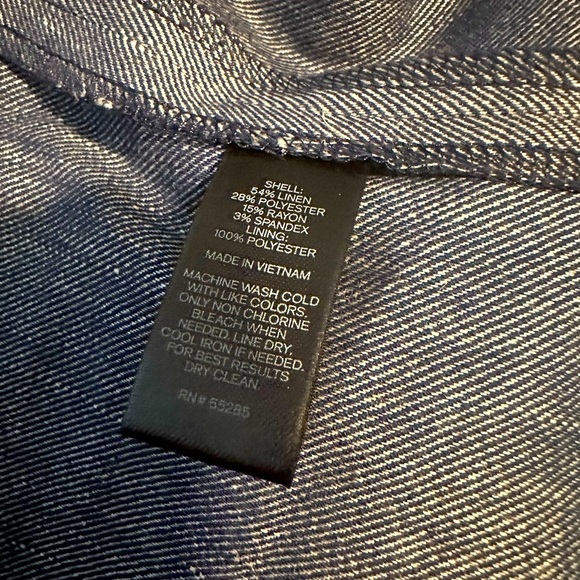 SHELL:
54% LINEN
28% POLYESTER
15% RAYON
3% SPANDEX
LINING:
100% POLYESTER
MADE IN VIETNAM
MACHINE WASH COLD
WITH LIKE COLORS,
ONLY NON CHLORINE
BLEACH WHEN
NEEDED. LINE DRY,
COOL IRON IF NEEDED.
FOR BEST RESULTS
DRY CLEAN.
RN# 55285